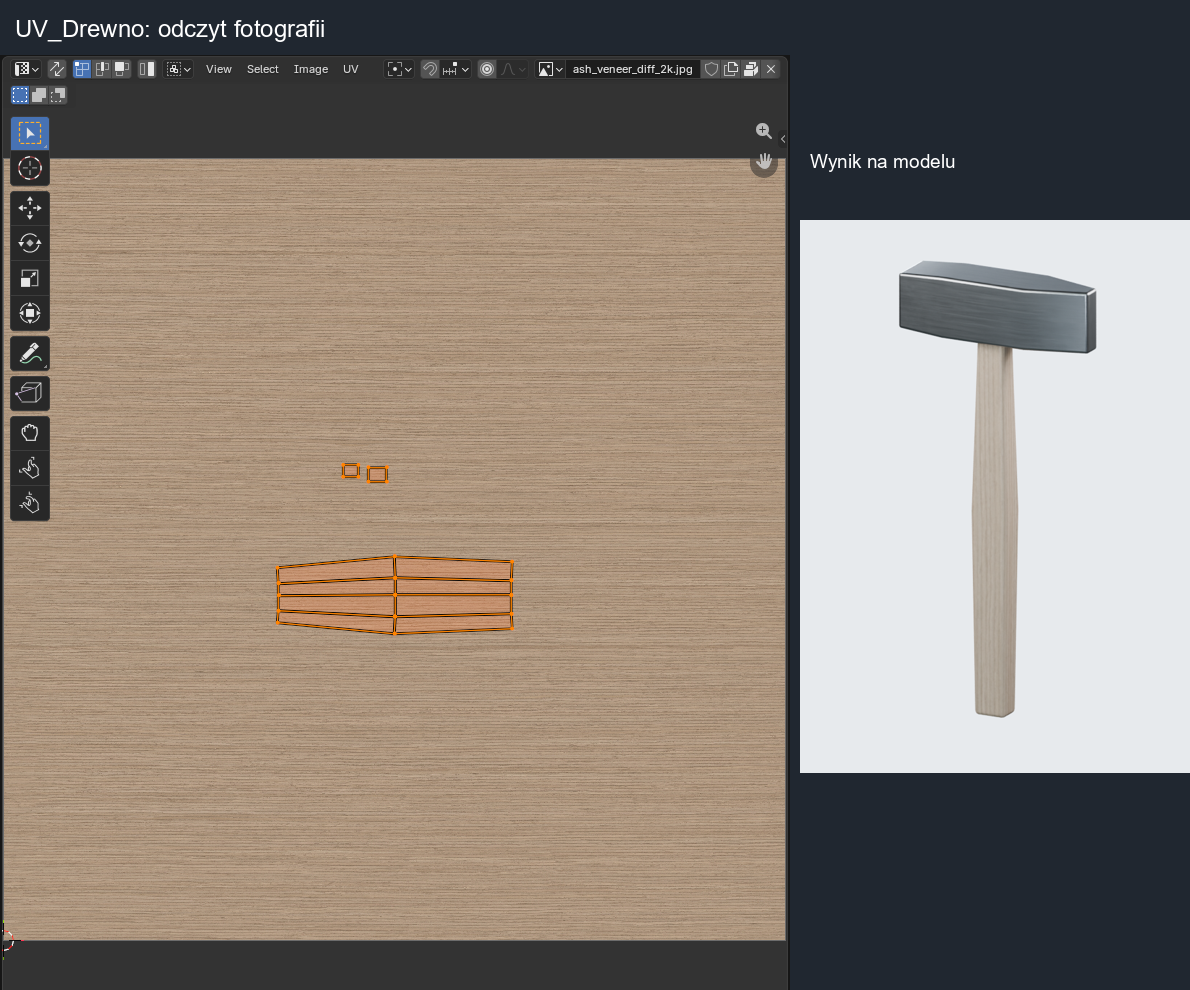 UV_Drewno: odczyt fotografii
View Select Image UV ash_veneer_diff_2k.jpg
Wynik na modelu